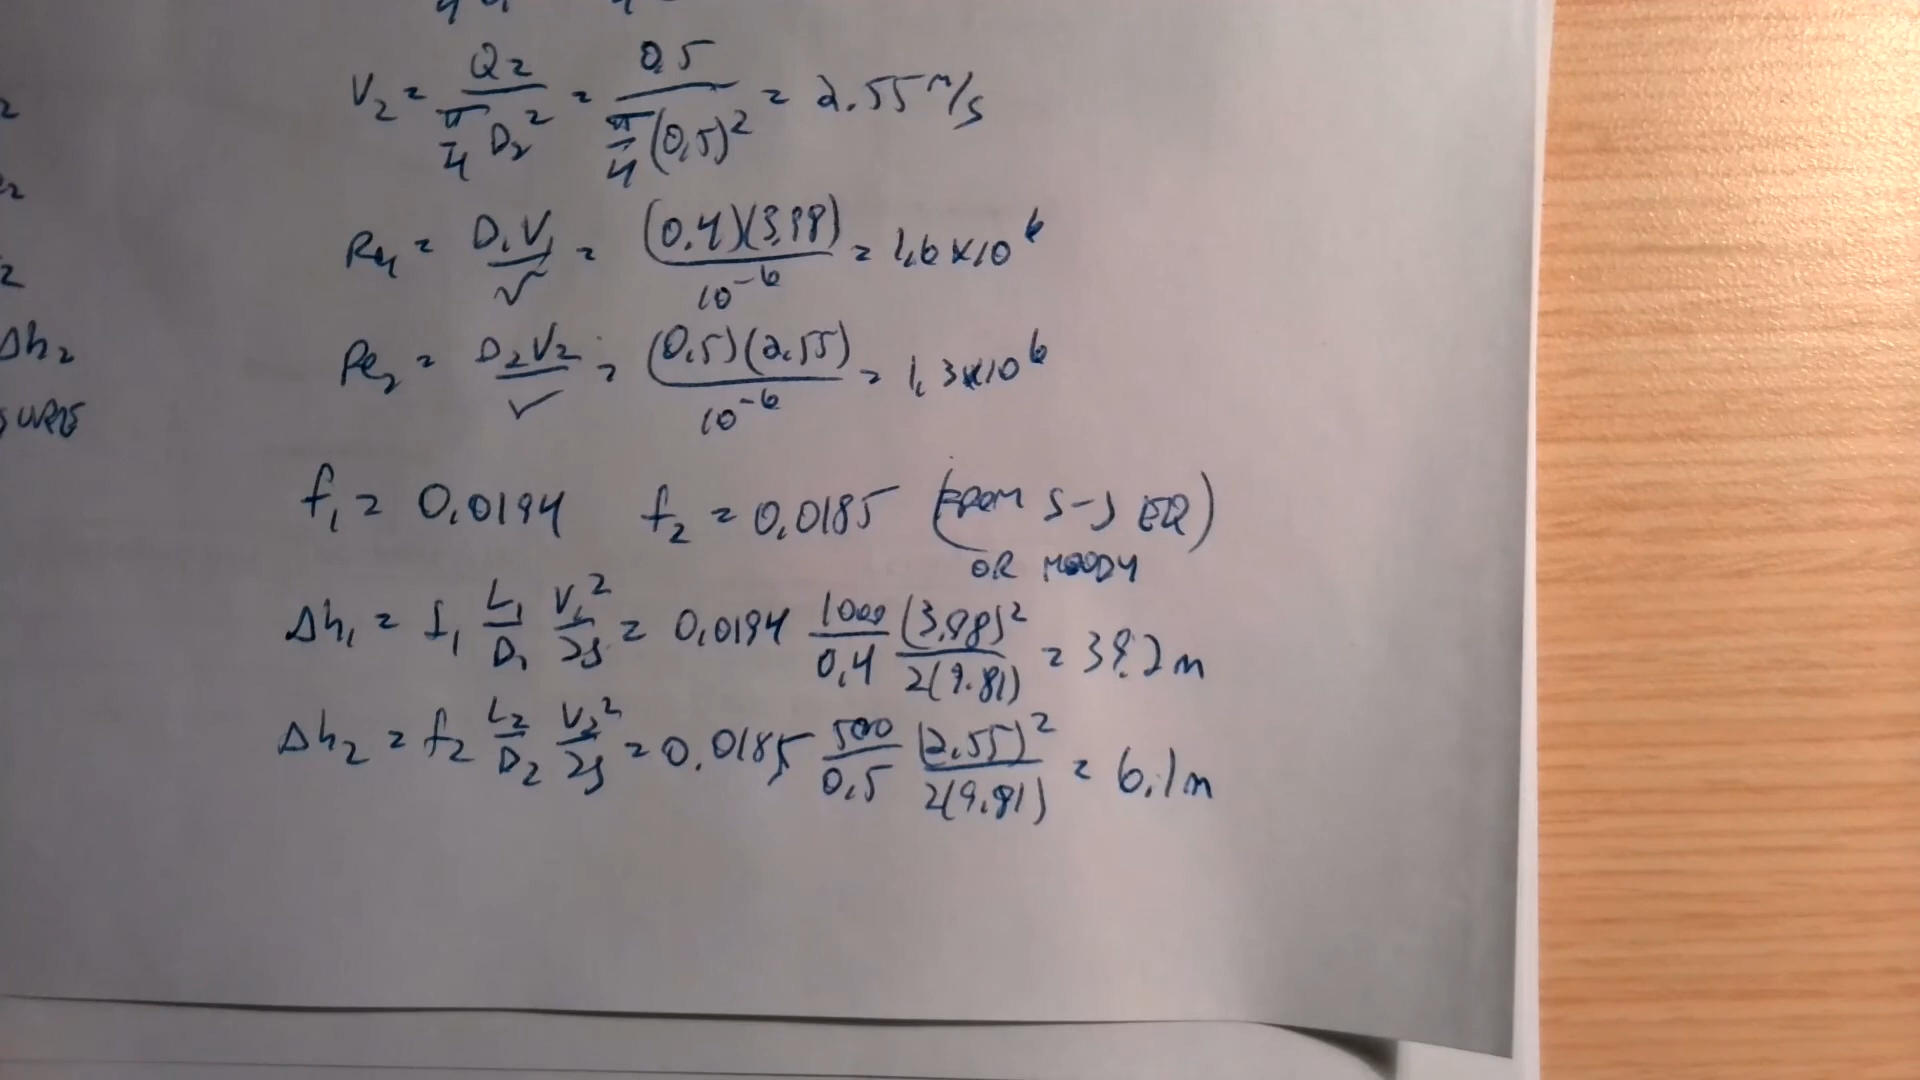 V₂ = Q₂ / (π/4 D₂²) = 0.5 / (π/4 (0.5)²) = 2.55 m/s
2
2
Re₁ = D₁V₁ / ν = (0.4)(3.98) / 10⁻⁶ = 1.6 x 10⁶
2
Δh₂
Re₂ = D₂V₂ / ν = (0.5)(2.55) / 10⁻⁶ = 1.3 x 10⁶
f₁ = 0.0194 f₂ = 0.0185 (FROM S-J EQ)
OR MOODY
Δh₁ = f₁ L₁/D₁ V₁²/2g = 0.0194 1000/0.4 (3.98)²/2(9.81) = 39.2 m
Δh₂ = f₂ L₂/D₂ V₂²/2g = 0.0185 500/0.5 (2.55)²/2(9.81) = 6.1 m